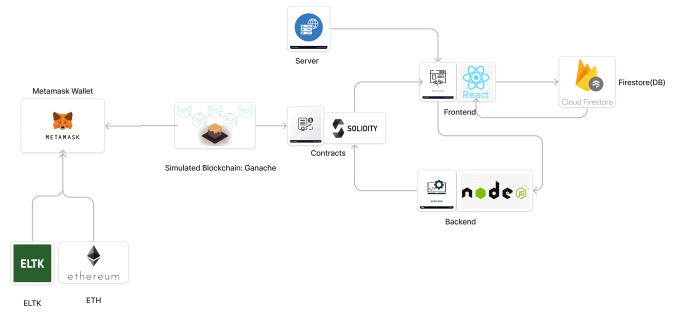 Server
React
Frontend
Cloud Firestore
Firestore(DB)
Metamask Wallet
METAMASK
Simulated Blockchain: Ganache
SOLIDITY
Contracts
node
JS
Backend
ELTK
ethereum
ELTK
ETH